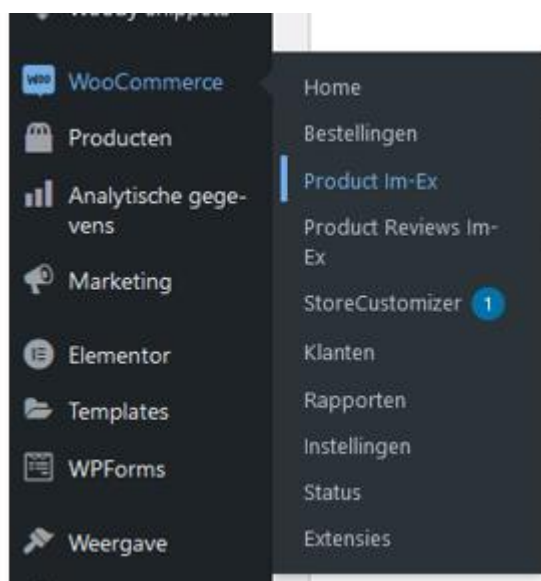 WooCommerce
Producten
Analytische gege-
vens
Marketing
Elementor
Templates
WPForms
Weergave
Home
Bestellingen
Product Im-Ex
Product Reviews Im-
Ex
StoreCustomizer 1
Klanten
Rapporten
Instellingen
Status
Extensies